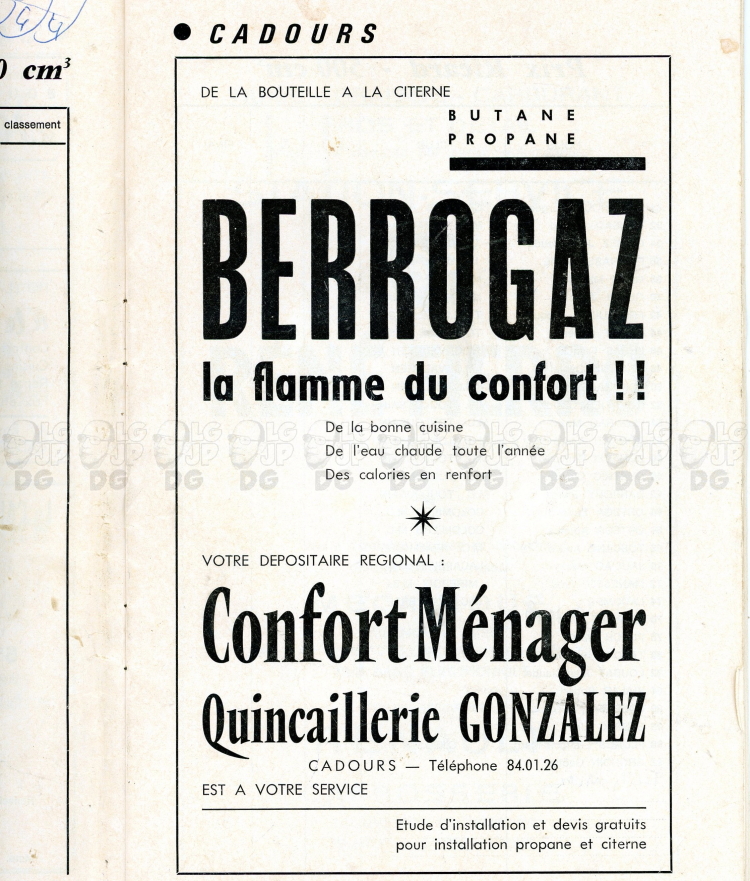 cm³
classement
● CADOURS
DE LA BOUTEILLE A LA CITERNE
BUTANE
PROPANE
BERROGAZ
la flamme du confort !!
De la bonne cuisine
De l'eau chaude toute l'année
Des calories en renfort
VOTRE DEPOSITAIRE REGIONAL :
Confort Ménager
Quincaillerie GONZALEZ
CADOURS — Téléphone 84.01.26
EST A VOTRE SERVICE
Etude d'installation et devis gratuits
pour installation propane et citerne